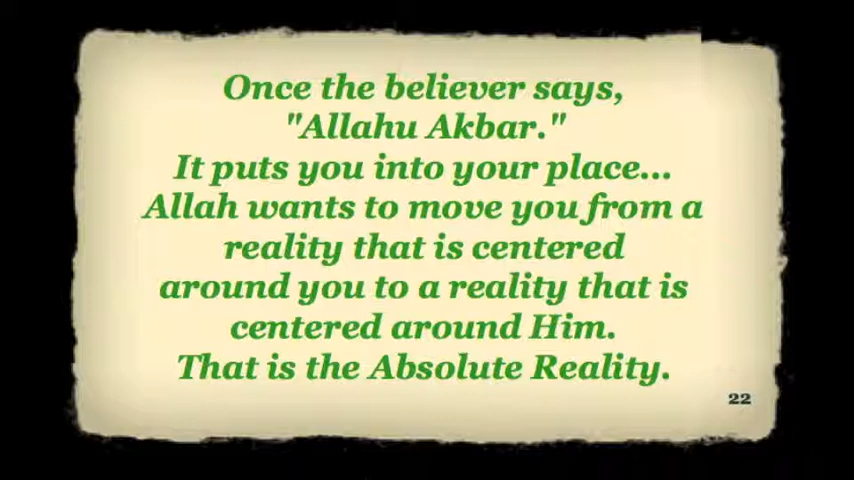 Once the believer says,
"Allahu Akbar."
It puts you into your place...
Allah wants to move you from a
reality that is centered
around you to a reality that is
centered around Him.
That is the Absolute Reality.
22